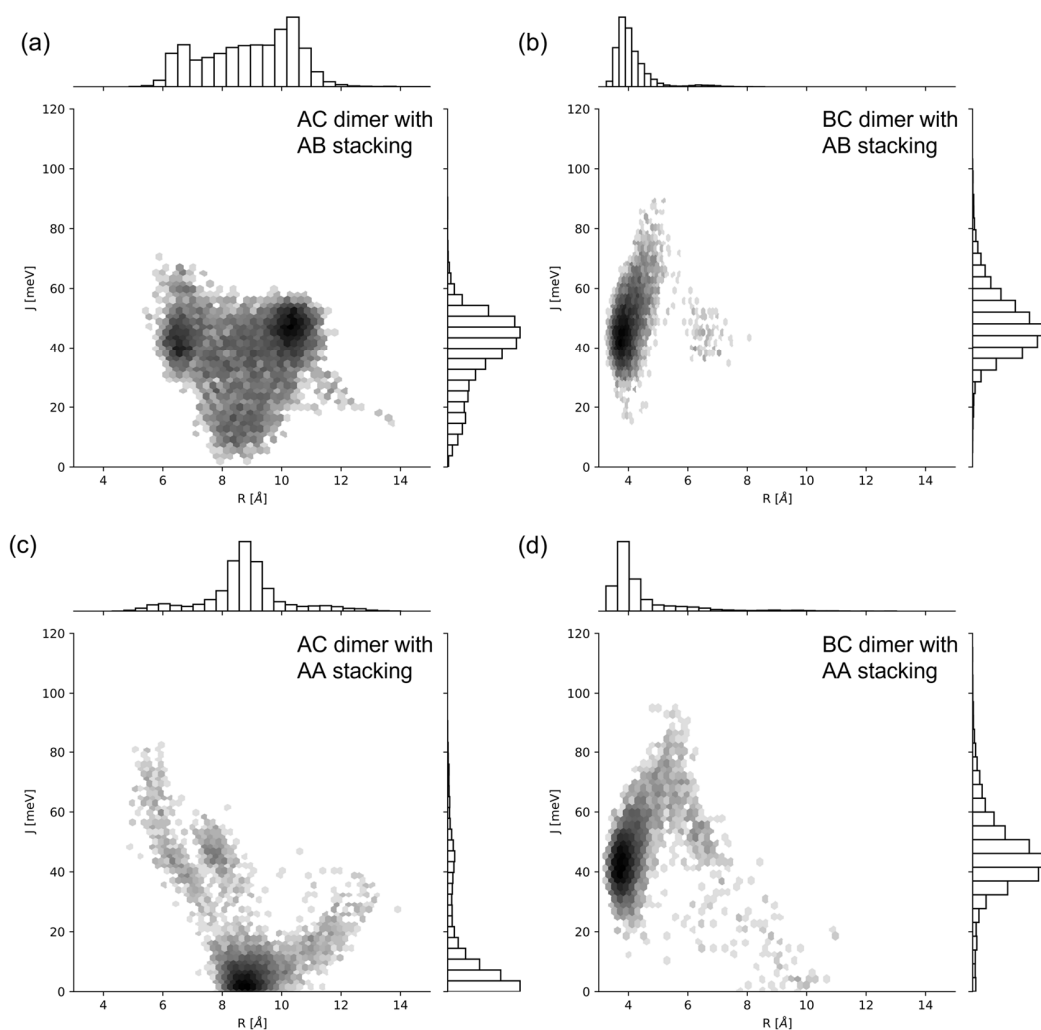 (a)
AC dimer with
AB stacking
120
100
80
60
40
20
0
J [meV]
4 6 8 10 12 14
R [Å]
(b)
BC dimer with
AB stacking
120
100
80
60
40
20
0
J [meV]
4 6 8 10 12 14
R [Å]
(c)
AC dimer with
AA stacking
120
100
80
60
40
20
0
J [meV]
4 6 8 10 12 14
R [Å]
(d)
BC dimer with
AA stacking
120
100
80
60
40
20
0
J [meV]
4 6 8 10 12 14
R [Å]